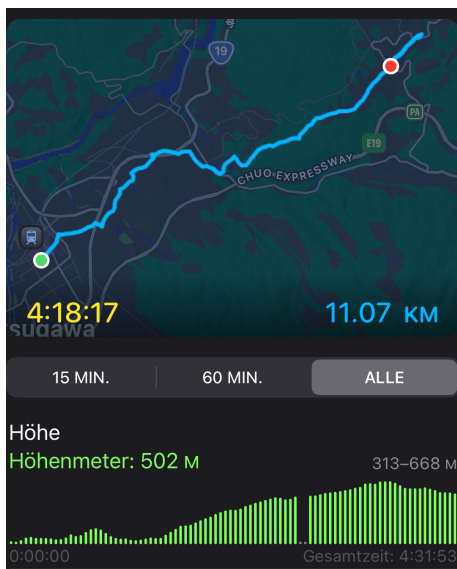 19
PA
E19
CHUO EXPRESSWAY
4:18:17
11.07 KM
sugawa
15 MIN.
60 MIN.
ALLE
Höhe
Höhenmeter: 502 M
313–668 M
0:00:00
Gesamtzeit: 4:31:53